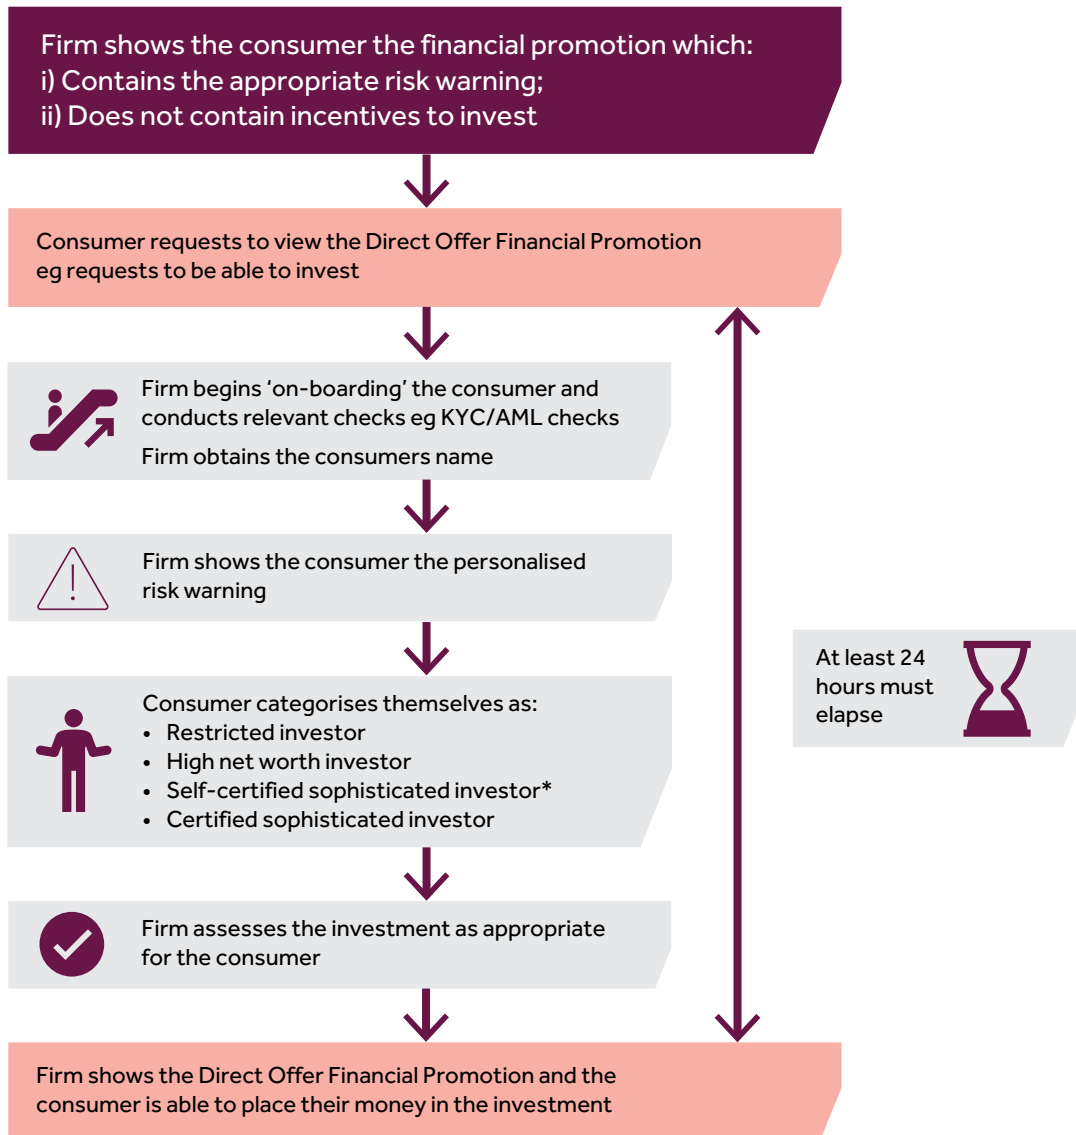 Firm shows the consumer the financial promotion which:
i) Contains the appropriate risk warning;
ii) Does not contain incentives to invest
Consumer requests to view the Direct Offer Financial Promotion
eg requests to be able to invest
Firm begins ‘on-boarding’ the consumer and
conducts relevant checks eg KYC/AML checks
Firm obtains the consumers name
Firm shows the consumer the personalised
risk warning
Consumer categorises themselves as:
• Restricted investor
• High net worth investor
• Self-certified sophisticated investor*
• Certified sophisticated investor
At least 24
hours must
elapse
Firm assesses the investment as appropriate
for the consumer
Firm shows the Direct Offer Financial Promotion and the
consumer is able to place their money in the investment